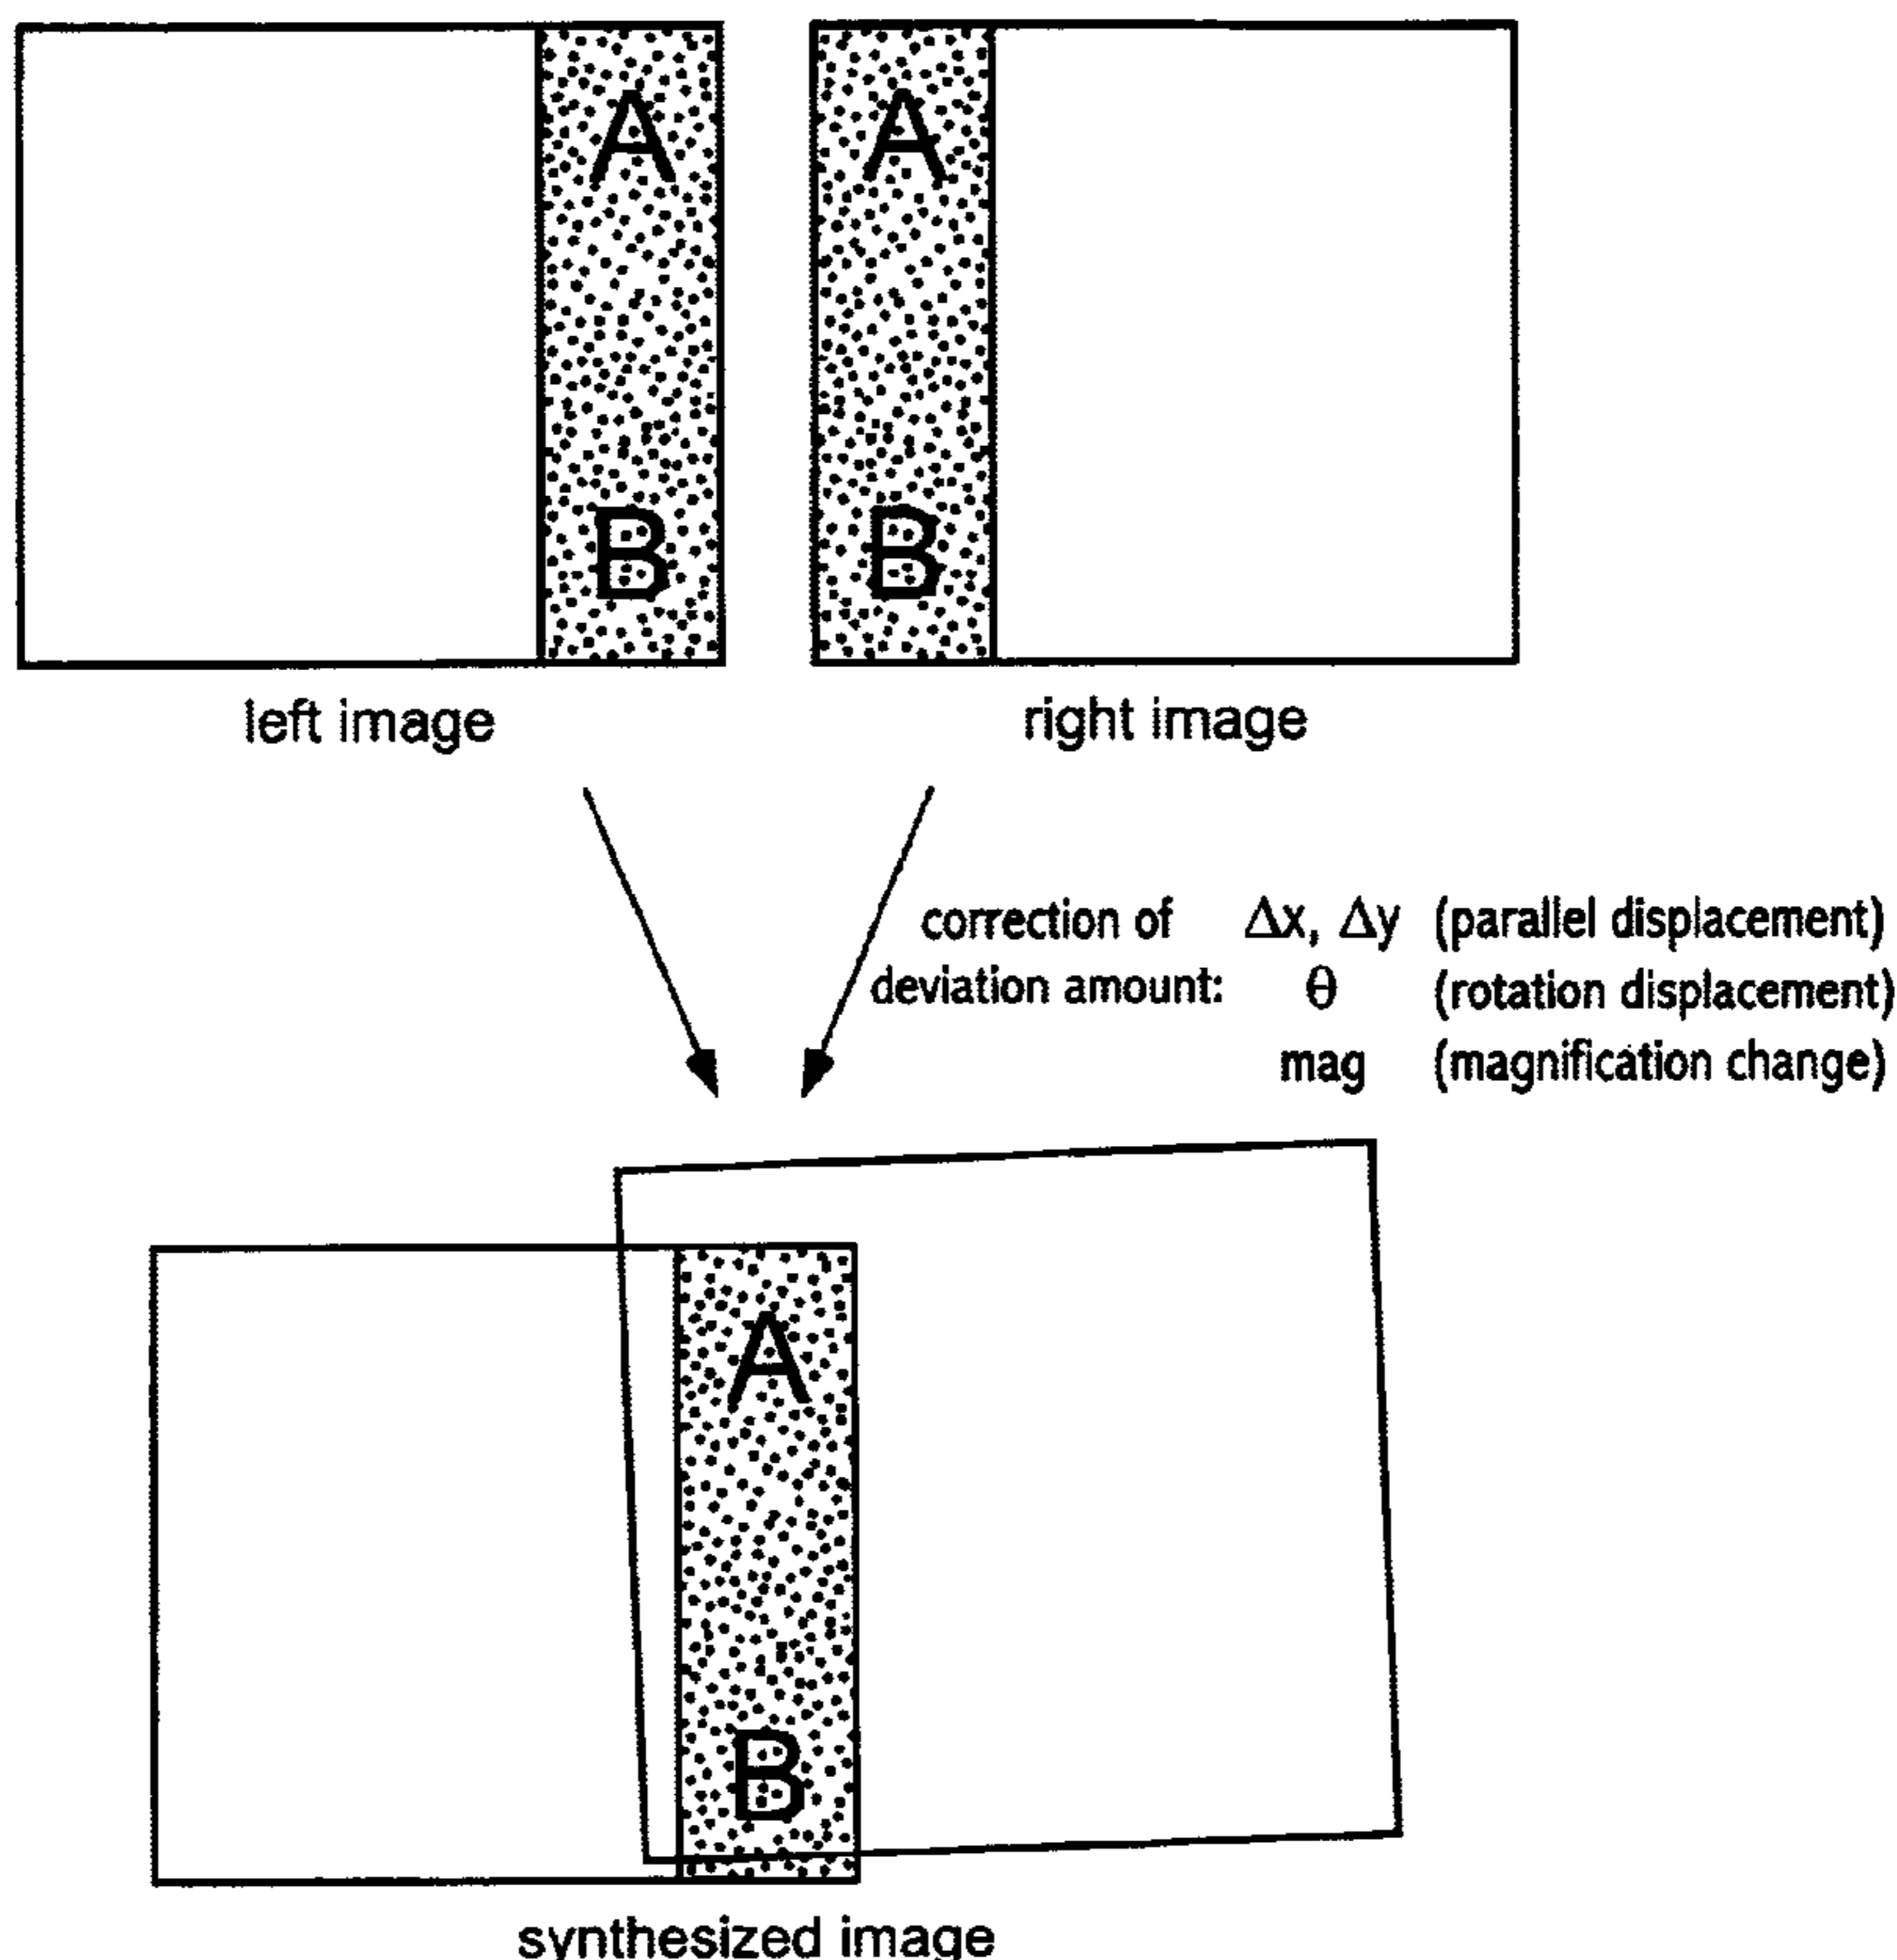 A A
B B
left image right image
correction of Δx, Δy (parallel displacement)
deviation amount: θ (rotation displacement)
mag (magnification change)
A
B
synthesized image